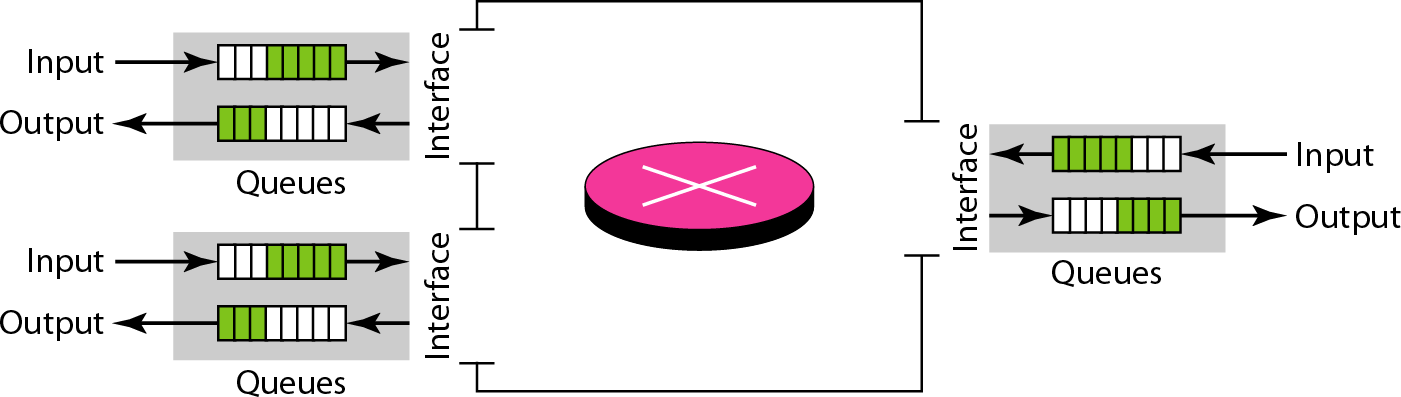 Input
Output
Queues
Interface
Input
Output
Queues
Interface
Interface
Input
Output
Queues